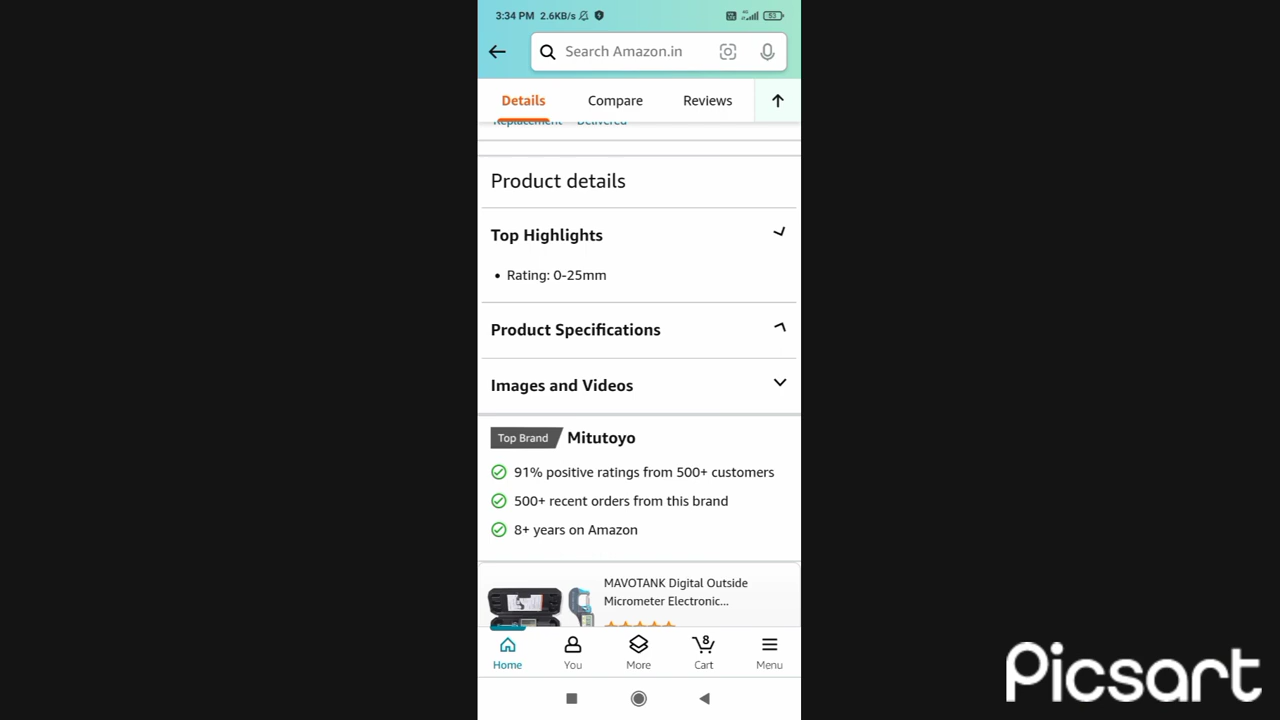 3:34 PM 2.6KB/s 4G 53
Search Amazon.in
Details Compare Reviews
Replacement Delivered
Product details
Top Highlights
• Rating: 0-25mm
Product Specifications
Images and Videos
Top Brand Mitutoyo
91% positive ratings from 500+ customers
500+ recent orders from this brand
8+ years on Amazon
MAVOTANK Digital Outside
Micrometer Electronic...
8
Home You More Cart Menu
Picsart